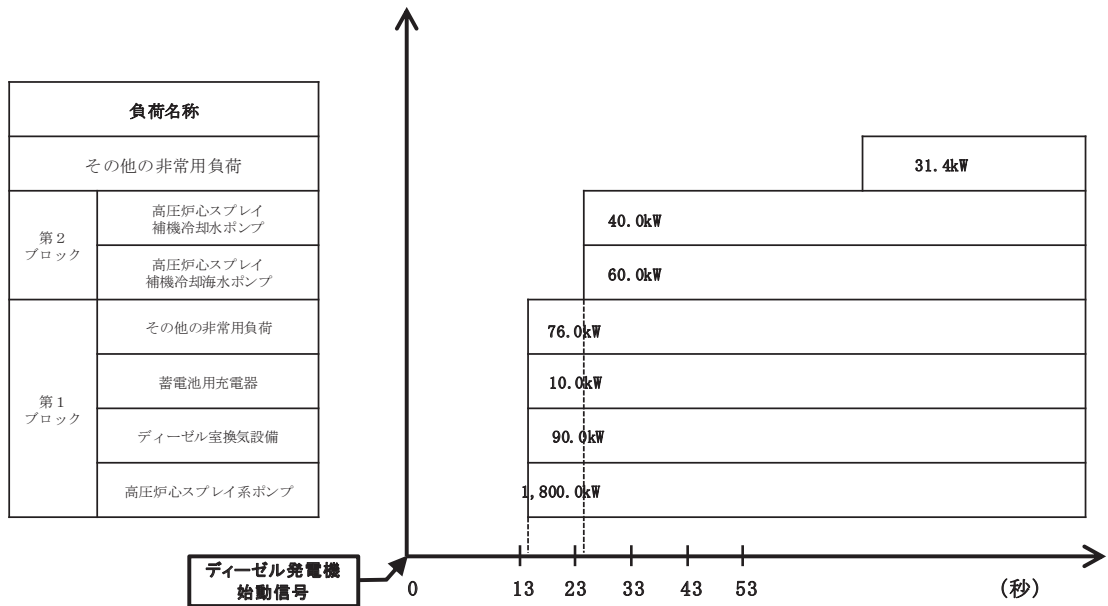 負荷名称
その他の非常用負荷
31.4kW
第2
ブロック
高圧炉心スプレイ
補機冷却水ポンプ
40.0kW
高圧炉心スプレイ
補機冷却海水ポンプ
60.0kW
第1
ブロック
その他の非常用負荷
76.0kW
蓄電池用充電器
10.0kW
ディーゼル室換気設備
90.0kW
高圧炉心スプレイ系ポンプ
1,800.0kW
ディーゼル発電機
始動信号
0 13 23 33 43 53 (秒)